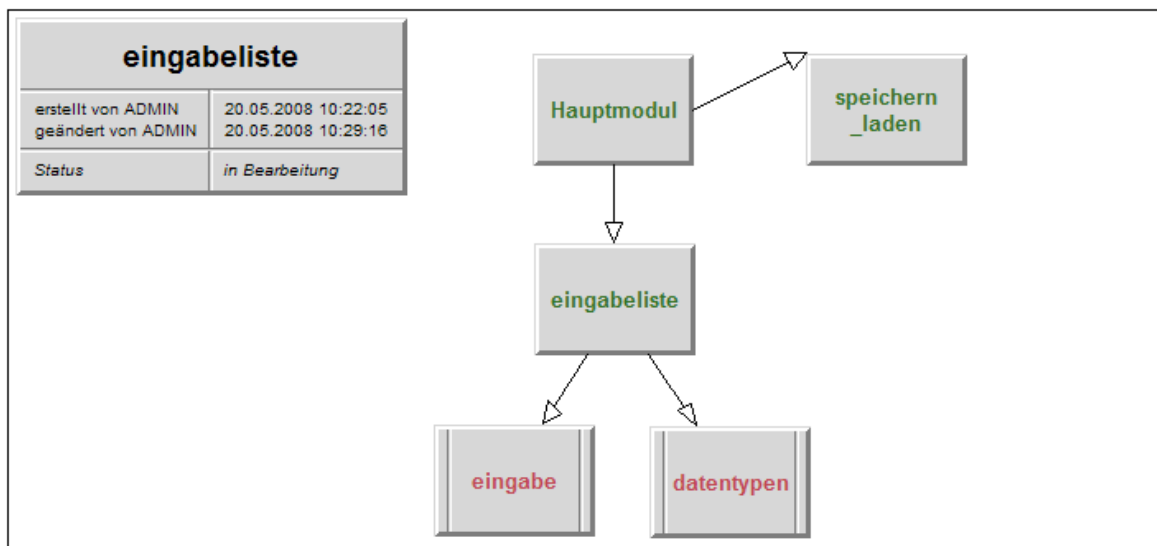 eingabeliste
erstellt von ADMIN 20.05.2008 10:22:05
geändert von ADMIN 20.05.2008 10:29:16
Status in Bearbeitung
Hauptmodul
speichern
_laden
eingabeliste
eingabe
datentypen